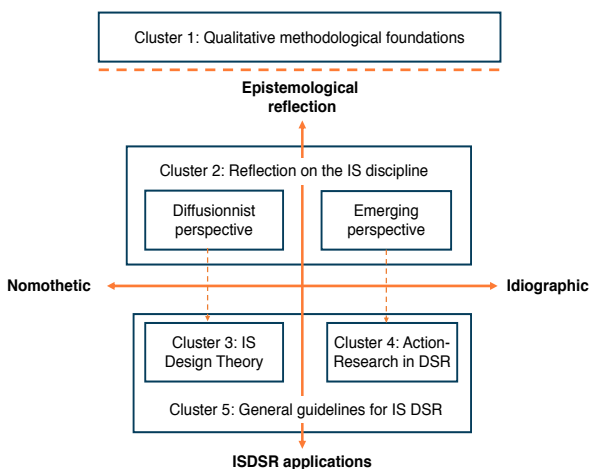 Cluster 1: Qualitative methodological foundations
Epistemological
reflection
Cluster 2: Reflection on the IS discipline
Diffusionnist
perspective
Emerging
perspective
Nomothetic
Idiographic
Cluster 3: IS
Design Theory
Cluster 4: Action-
Research in DSR
Cluster 5: General guidelines for IS DSR
ISDSR applications